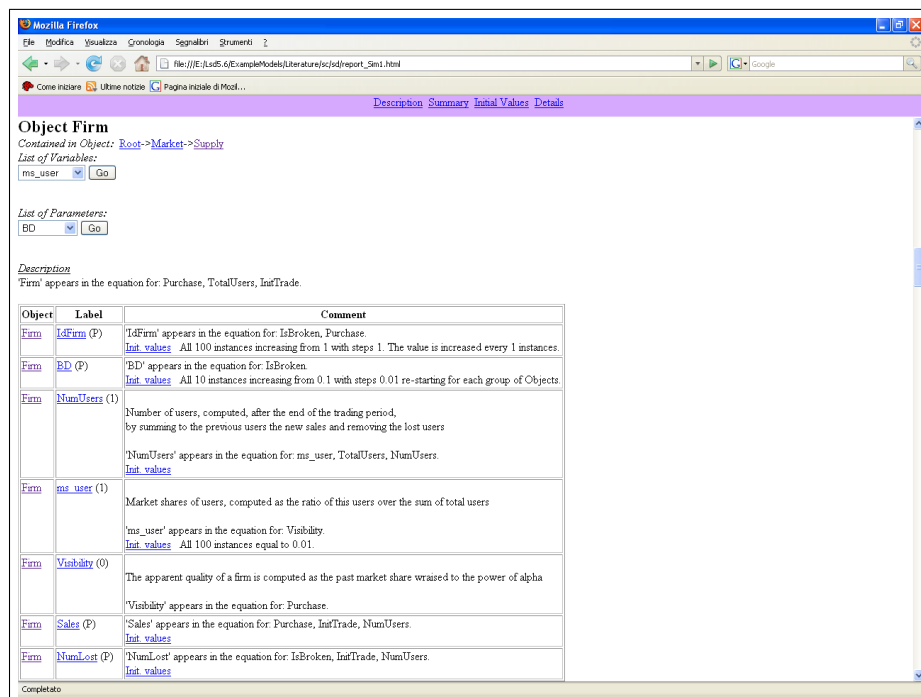 Mozilla Firefox
File Modifica Visualizza Cronologia Segnalibri Strumenti ?
file:///E:/Lsd5.6/ExampleModels/Literature/sc/sd/report_Sim1.html
G Google
Come iniziare Ultime notizie G Pagina iniziale di Mozil...
Description Summary Initial Values Details
Object Firm
Contained in Object: Root->Market->Supply
List of Variables:
ms_user Go
List of Parameters:
BD Go
Description
'Firm' appears in the equation for: Purchase, TotalUsers, InitTrade.
Object Label Comment
Firm IdFirm (P) 'IdFirm' appears in the equation for: IsBroken, Purchase.
Init. values All 100 instances increasing from 1 with steps 1. The value is increased every 1 instances.
Firm BD (P) 'BD' appears in the equation for: IsBroken.
Init. values All 10 instances increasing from 0.1 with steps 0.01 re-starting for each group of Objects.
Firm NumUsers (1)
Number of users, computed, after the end of the trading period,
by summing to the previous users the new sales and removing the lost users
'NumUsers' appears in the equation for: ms_user, TotalUsers, NumUsers.
Init. values
Firm ms_user (1)
Market shares of users, computed as the ratio of this users over the sum of total users
'ms_user' appears in the equation for: Visibility.
Init. values All 100 instances equal to 0.01.
Firm Visibility (0)
The apparent quality of a firm is computed as the past market share wraised to the power of alpha
'Visibility' appears in the equation for: Purchase.
Firm Sales (P) 'Sales' appears in the equation for: Purchase, InitTrade, NumUsers.
Init. values
Firm NumLost (P) 'NumLost' appears in the equation for: IsBroken, InitTrade, NumUsers.
Init. values
Completato